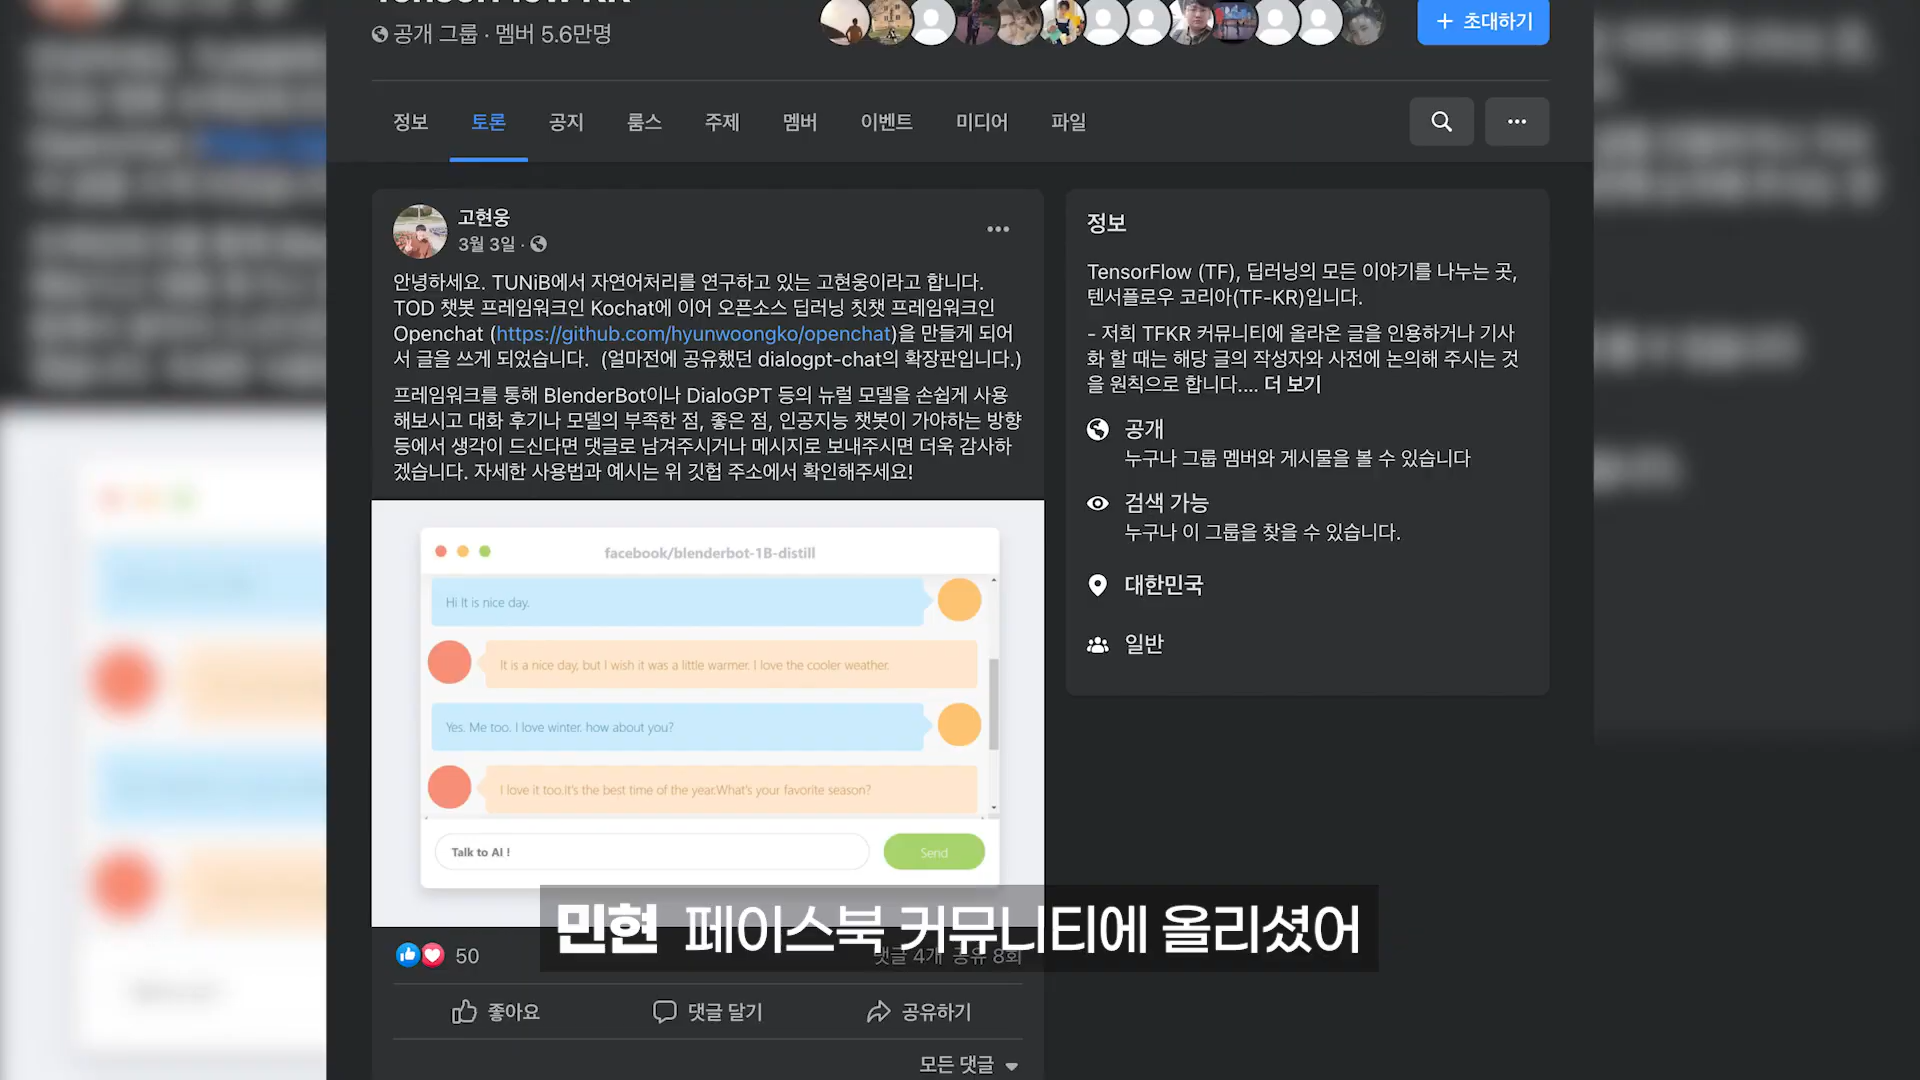 공개 그룹 · 멤버 5.6만명
+ 초대하기
정보 토론 공지 룸스 주제 멤버 이벤트 미디어 파일
고현웅
3월 3일 ·
안녕하세요. TUNiB에서 자연어처리를 연구하고 있는 고현웅이라고 합니다.
TOD 챗봇 프레임워크인 Kochat에 이어 오픈소스 딥러닝 칫챗 프레임워크인
Openchat (https://github.com/hyunwoongko/openchat)을 만들게 되어
서 글을 쓰게 되었습니다. (얼마전에 공유했던 dialogpt-chat의 확장판입니다.)
프레임워크를 통해 BlenderBot이나 DialoGPT 등의 뉴럴 모델을 손쉽게 사용
해보시고 대화 후기나 모델의 부족한 점, 좋은 점, 인공지능 챗봇이 가야하는 방향
등에서 생각이 드신다면 댓글로 남겨주시거나 메시지로 보내주시면 더욱 감사하
겠습니다. 자세한 사용법과 예시는 위 깃헙 주소에서 확인해주세요!
facebook/blenderbot-1B-distill
Hi It is nice day.
It is a nice day, but I wish it was a little warmer. I love the cooler weather.
Yes. Me too. I love winter. how about you?
I love it too.It's the best time of the year.What's your favorite season?
Talk to AI !
Send
50
댓글 4개 공유 8회
좋아요 댓글 달기 공유하기
모든 댓글
정보
TensorFlow (TF), 딥러닝의 모든 이야기를 나누는 곳,
텐서플로우 코리아(TF-KR)입니다.
- 저희 TFKR 커뮤니티에 올라온 글을 인용하거나 기사
화 할 때는 해당 글의 작성자와 사전에 논의해 주시는 것
을 원칙으로 합니다.... 더 보기
공개
누구나 그룹 멤버와 게시물을 볼 수 있습니다
검색 가능
누구나 이 그룹을 찾을 수 있습니다.
대한민국
일반
민현 페이스북 커뮤니티에 올리셨어